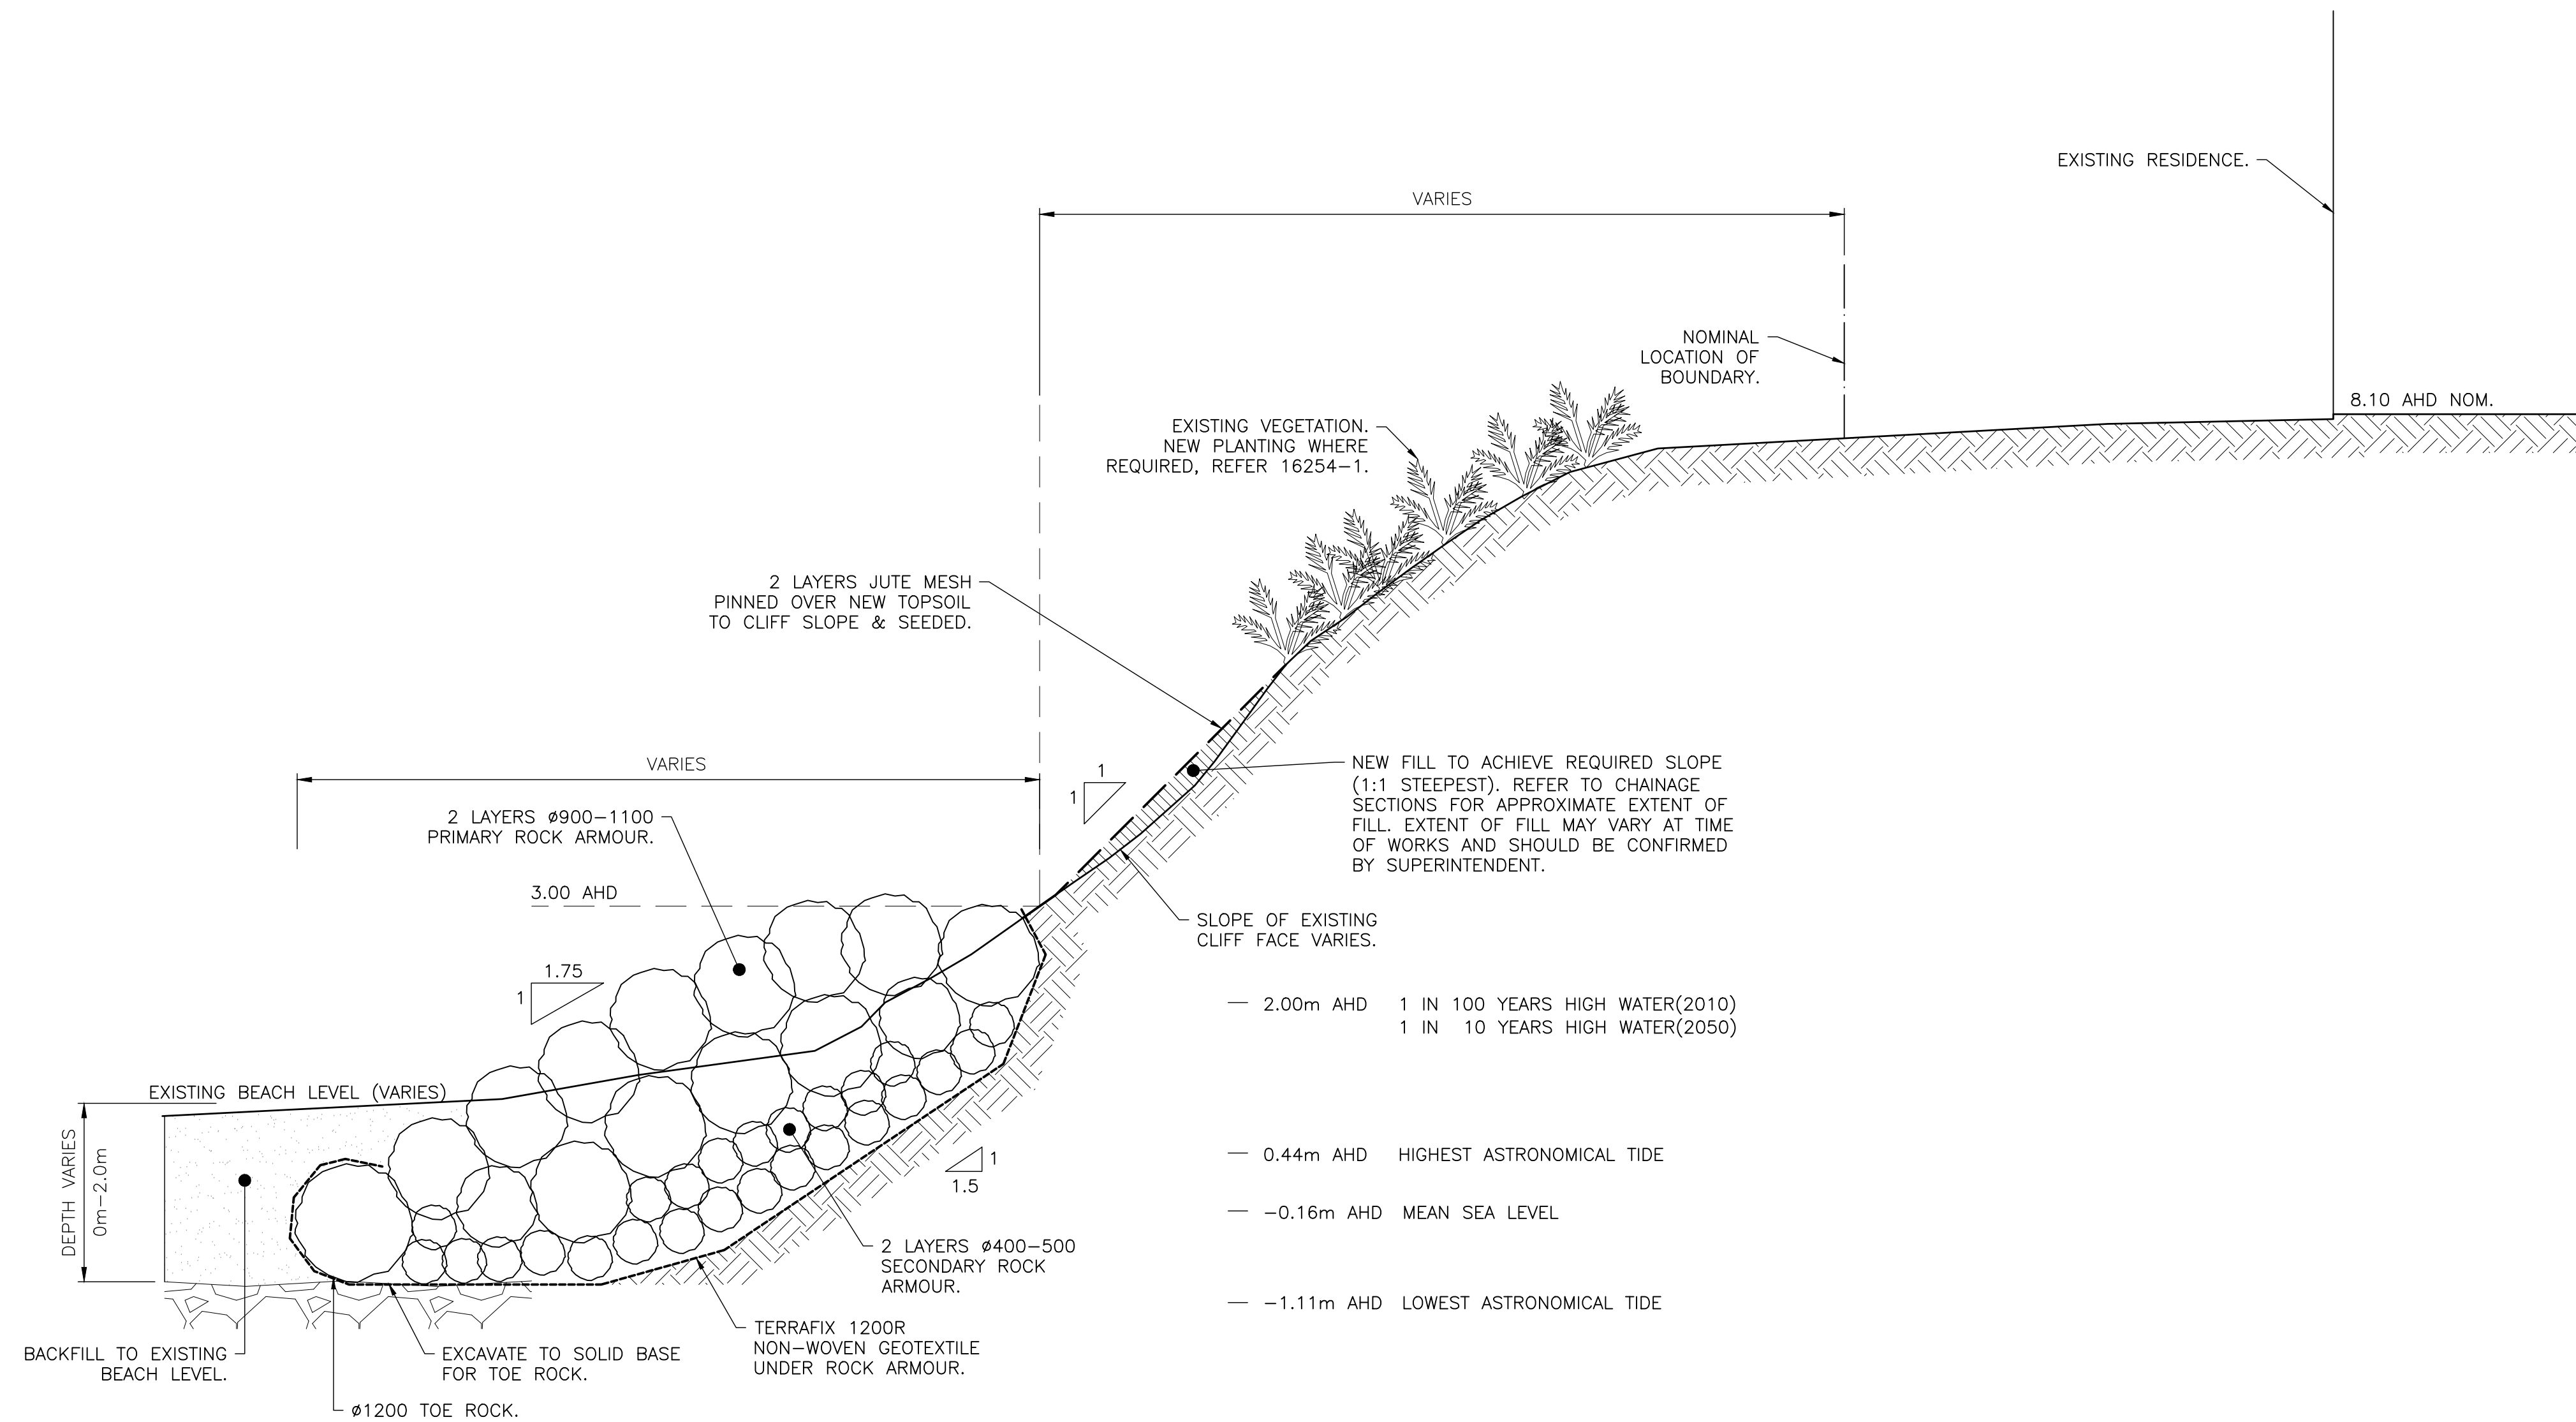 EXISTING RESIDENCE.
VARIES
NOMINAL
LOCATION OF
BOUNDARY.
8.10 AHD NOM.
EXISTING VEGETATION.
NEW PLANTING WHERE
REQUIRED, REFER 16254-1.
2 LAYERS JUTE MESH
PINNED OVER NEW TOPSOIL
TO CLIFF SLOPE & SEEDED.
VARIES
1
1
NEW FILL TO ACHIEVE REQUIRED SLOPE
(1:1 STEEPEST). REFER TO CHAINAGE
SECTIONS FOR APPROXIMATE EXTENT OF
FILL. EXTENT OF FILL MAY VARY AT TIME
OF WORKS AND SHOULD BE CONFIRMED
BY SUPERINTENDENT.
2 LAYERS ø900-1100
PRIMARY ROCK ARMOUR.
3.00 AHD
SLOPE OF EXISTING
CLIFF FACE VARIES.
1.75
1
2.00m AHD 1 IN 100 YEARS HIGH WATER(2010)
1 IN 10 YEARS HIGH WATER(2050)
EXISTING BEACH LEVEL (VARIES)
DEPTH VARIES
0m-2.0m
1
1.5
0.44m AHD HIGHEST ASTRONOMICAL TIDE
-0.16m AHD MEAN SEA LEVEL
2 LAYERS ø400-500
SECONDARY ROCK
ARMOUR.
-1.11m AHD LOWEST ASTRONOMICAL TIDE
TERRAFIX 1200R
NON-WOVEN GEOTEXTILE
UNDER ROCK ARMOUR.
BACKFILL TO EXISTING
BEACH LEVEL.
EXCAVATE TO SOLID BASE
FOR TOE ROCK.
ø1200 TOE ROCK.